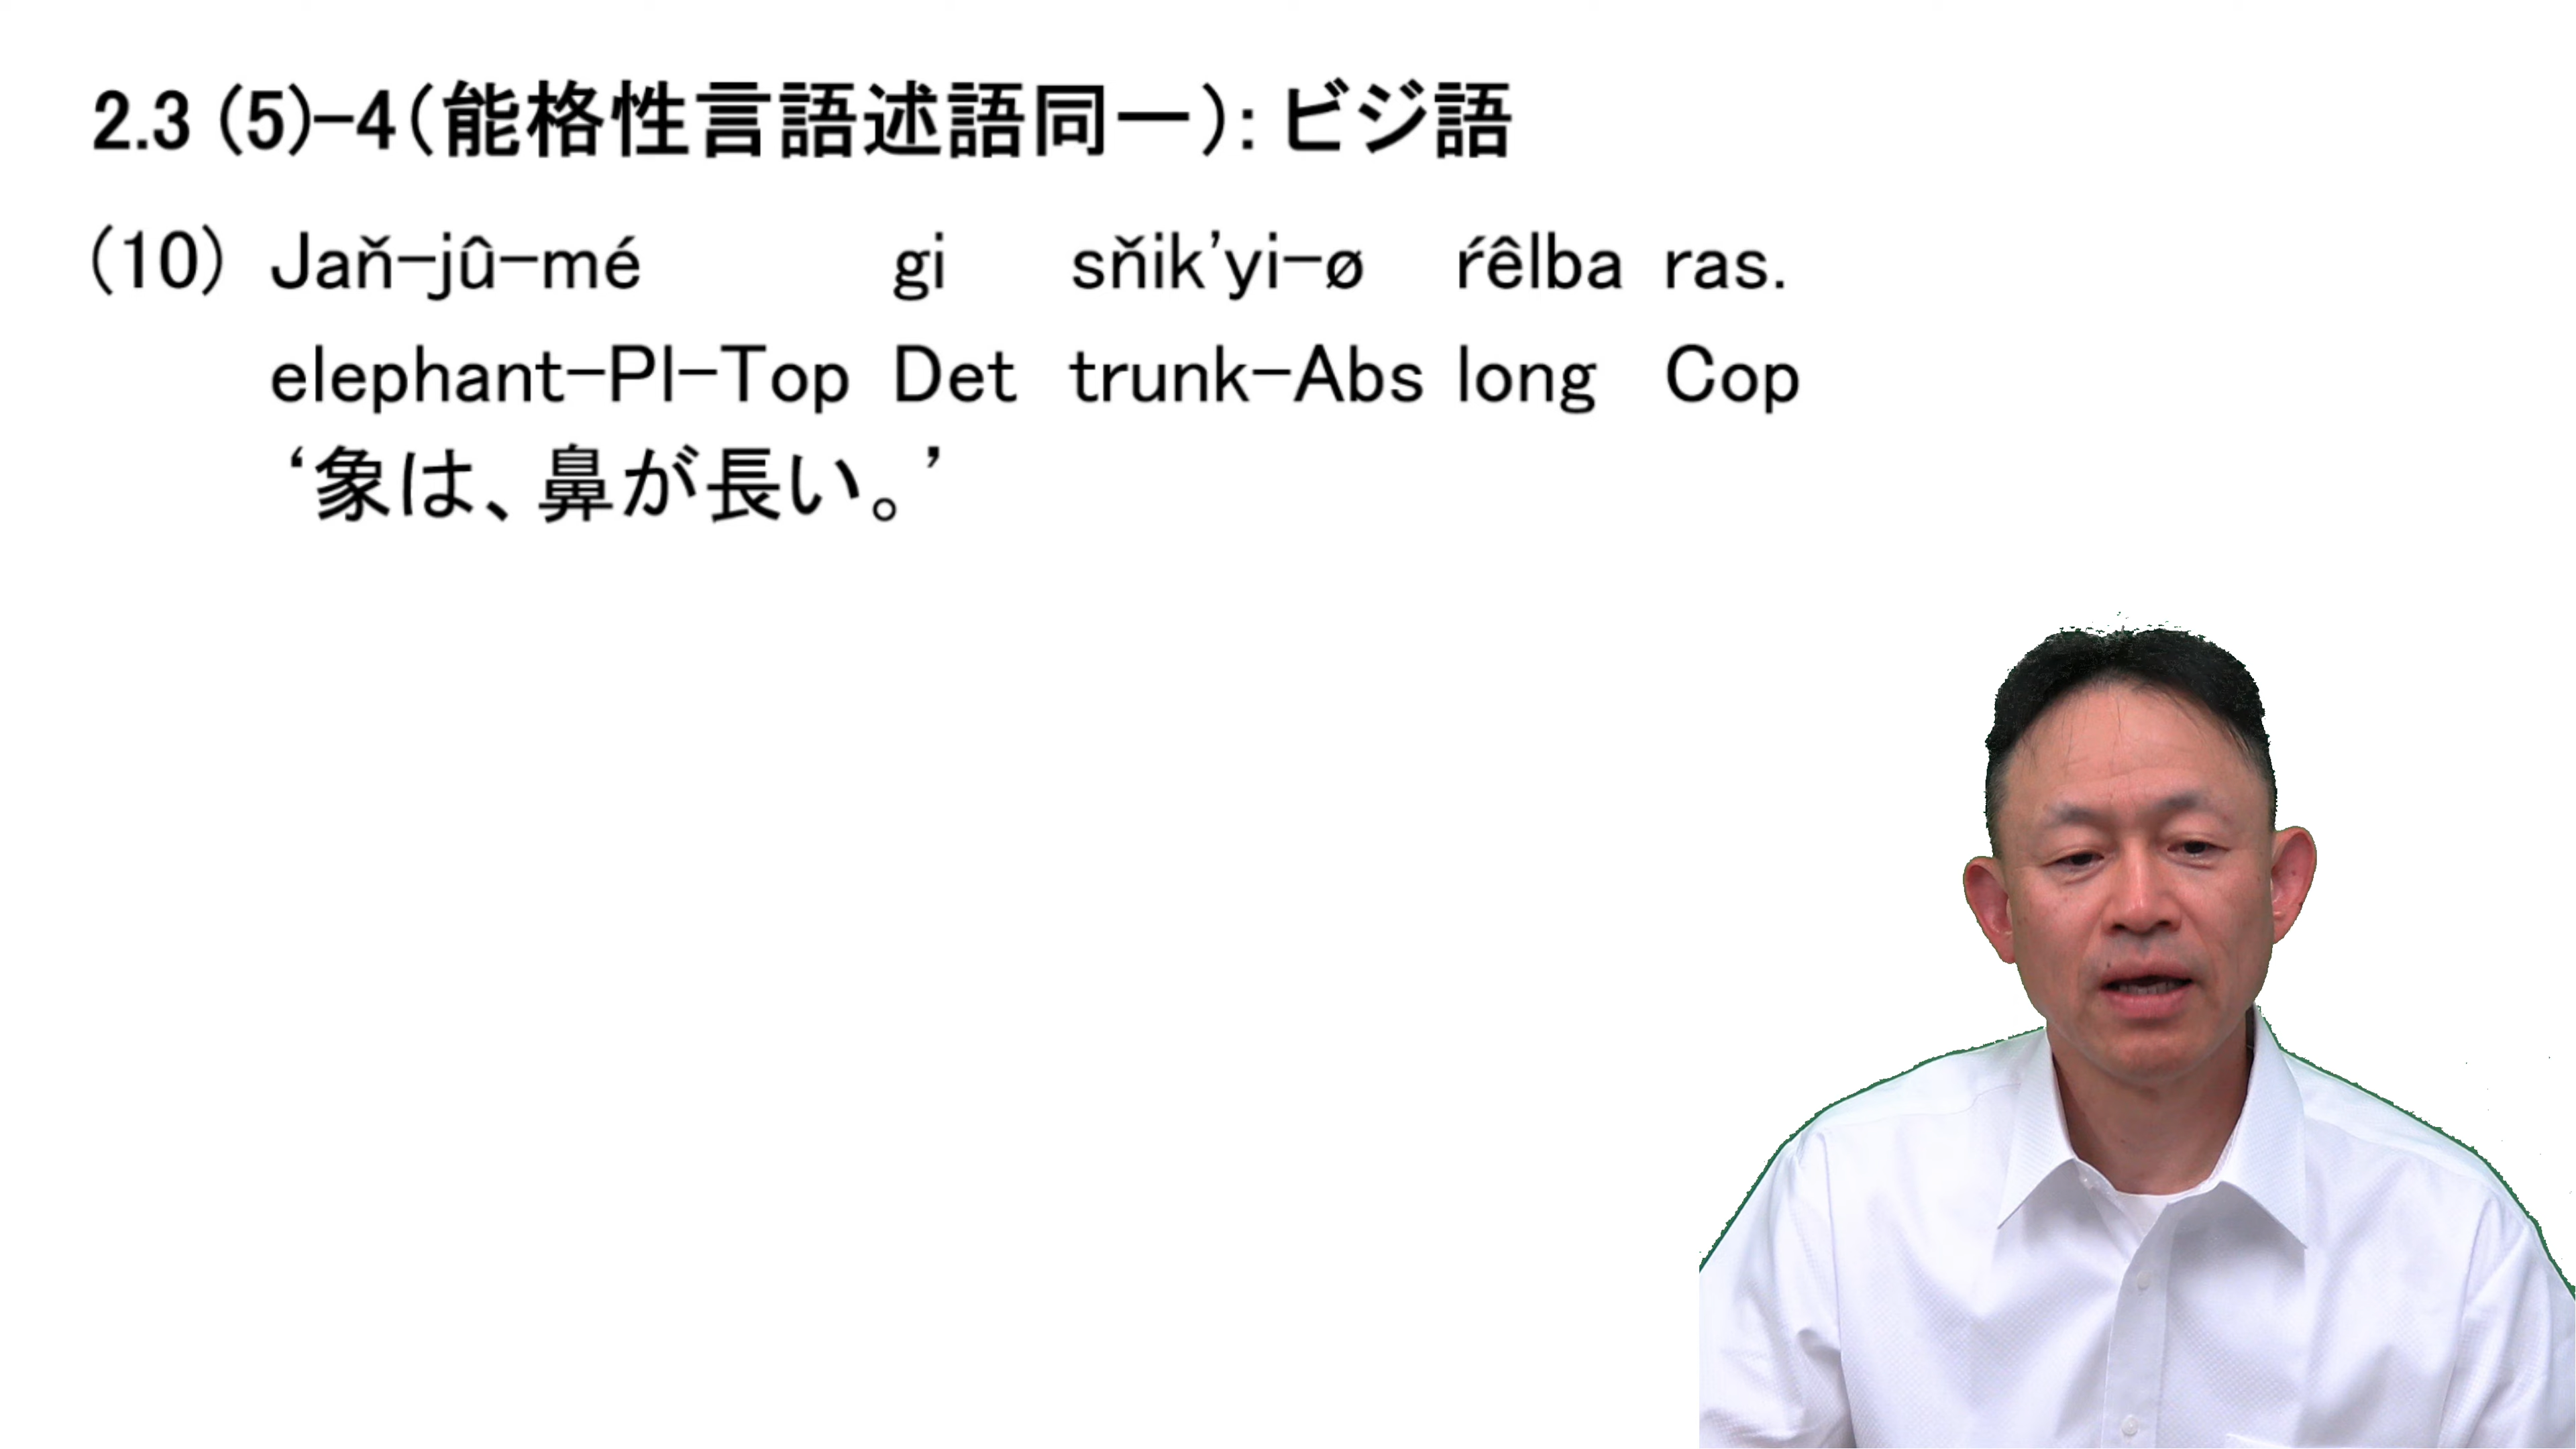 2.3 (5)-4(能格性言語述語同一): ビジ語
(10) Jaň-jû-mé gi sňik'yi-ø ŕêlba ras.
elephant-Pl-Top Det trunk-Abs long Cop
‘象は、鼻が長い。’